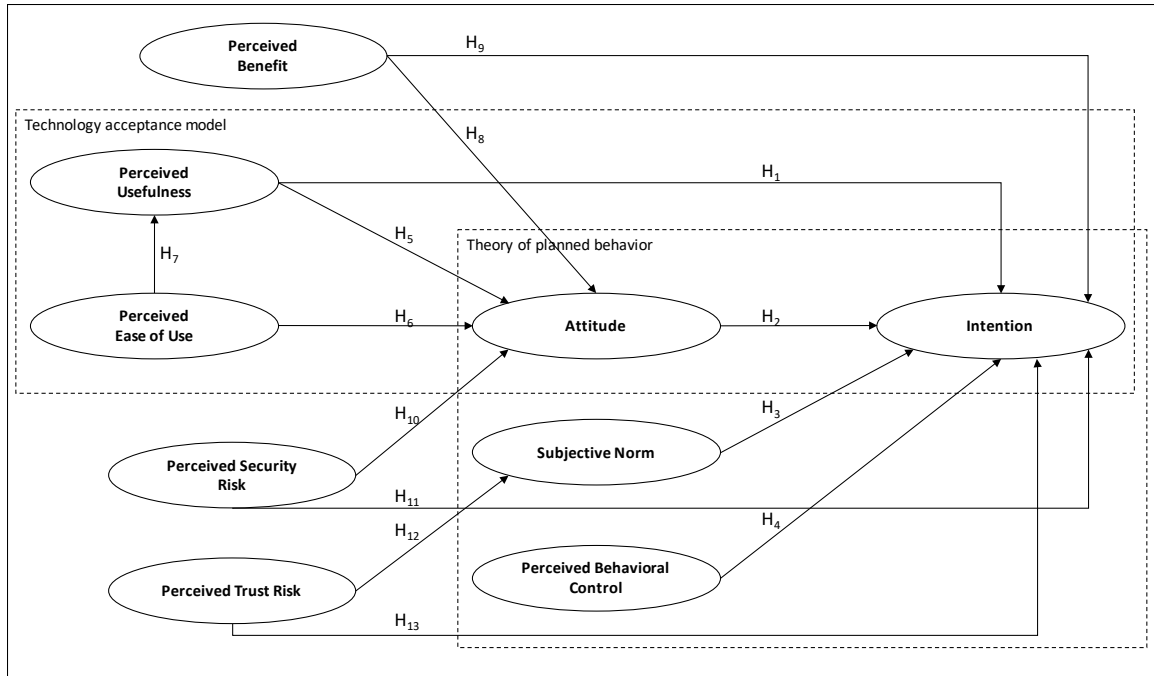 Perceived
Benefit
H9
Technology acceptance model
H8
Perceived
Usefulness
H1
H5
Theory of planned behavior
H7
Perceived
Ease of Use
H6
Attitude
H2
Intention
H10
H3
Perceived Security
Risk
Subjective Norm
H11
H12
H4
Perceived Trust Risk
Perceived Behavioral
Control
H13